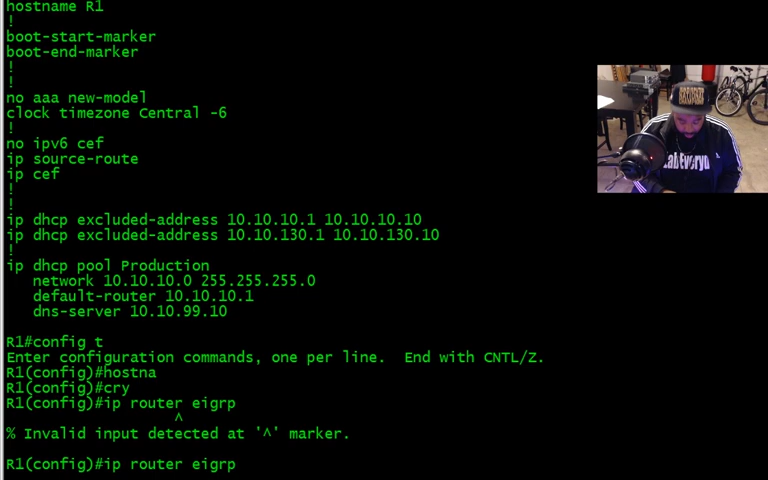 hostname R1
!
boot-start-marker
boot-end-marker
!
!
no aaa new-model
clock timezone Central -6
!
no ipv6 cef
ip source-route
ip cef
!
!
ip dhcp excluded-address 10.10.10.1 10.10.10.10
ip dhcp excluded-address 10.10.130.1 10.10.130.10
!
ip dhcp pool Production
network 10.10.10.0 255.255.255.0
default-router 10.10.10.1
dns-server 10.10.99.10
R1#config t
Enter configuration commands, one per line.  End with CNTL/Z.
R1(config)#hostna
R1(config)#cry
R1(config)#ip router eigrp
^
% Invalid input detected at '^' marker.
R1(config)#ip router eigrp